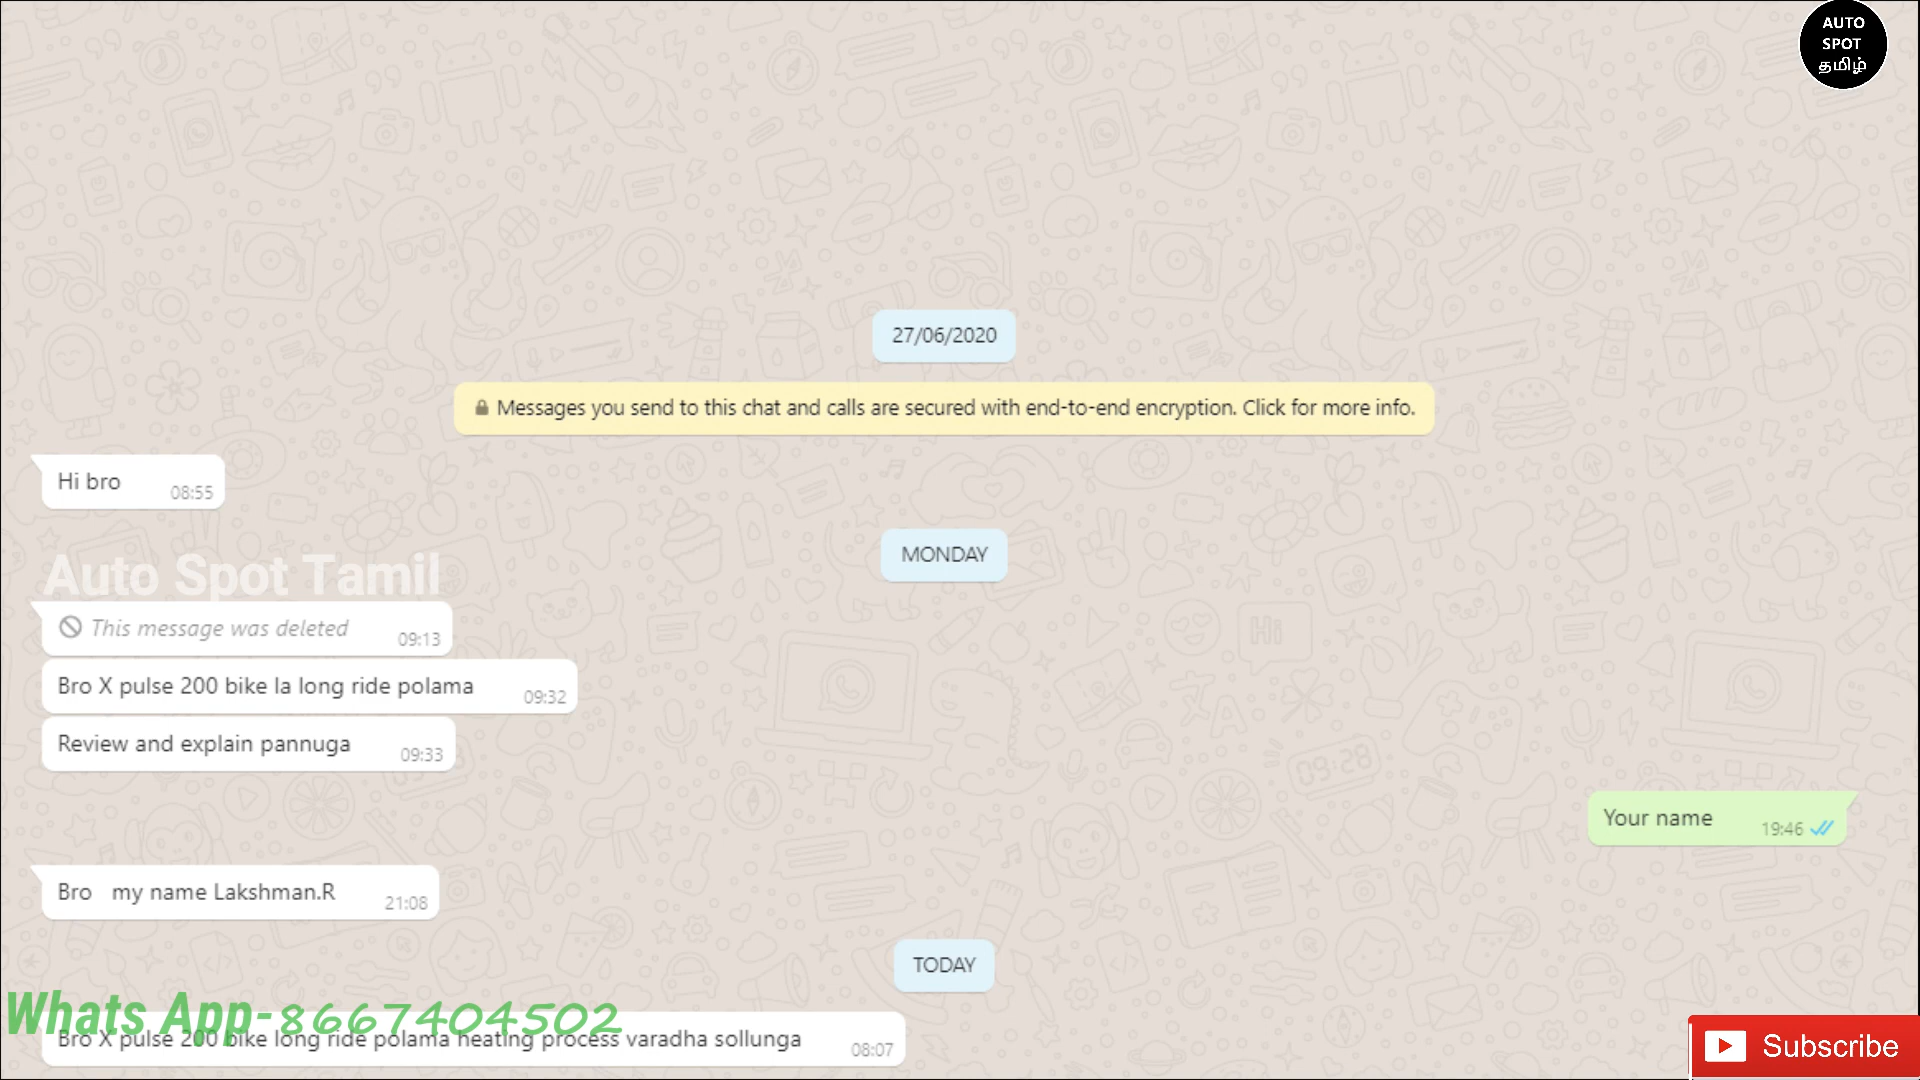 AUTO
SPOT
தமிழ்
27/06/2020
Messages you send to this chat and calls are secured with end-to-end encryption. Click for more info.
Hi bro 08:55
MONDAY
Auto Spot Tamil
This message was deleted 09:13
Bro X pulse 200 bike la long ride polama 09:32
Review and explain pannuga 09:33
Your name 19:46
Bro my name Lakshman.R 21:08
TODAY
Whats App-8667404502
Bro X pulse 200 bike long ride polama heating process varadha sollunga 08:07
Subscribe